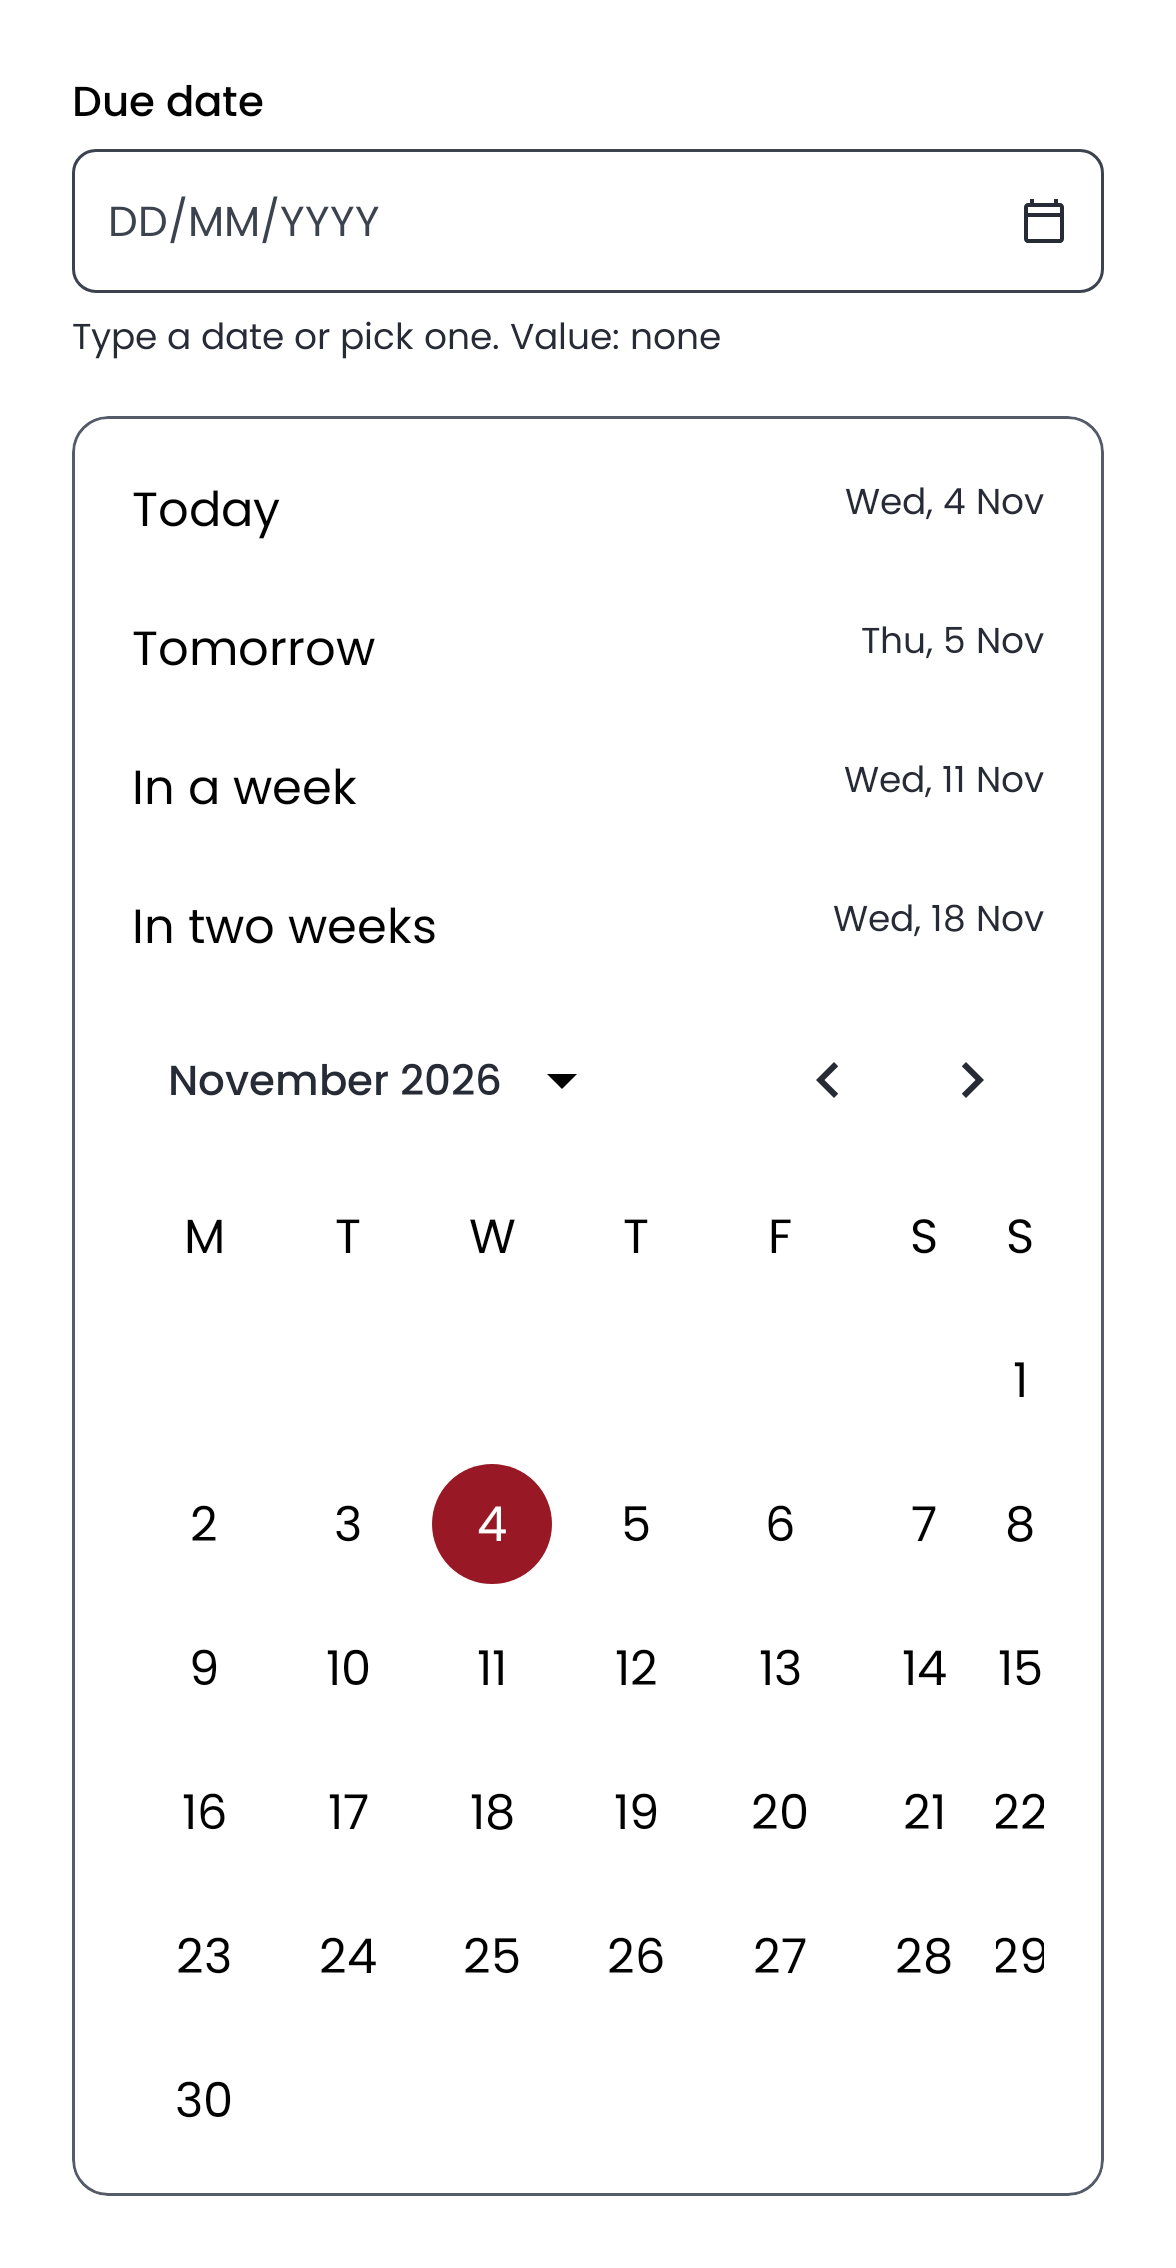 Due date
DD/MM/YYYY
Type a date or pick one. Value: none
Today Wed, 4 Nov
Tomorrow Thu, 5 Nov
In a week Wed, 11 Nov
In two weeks Wed, 18 Nov
November 2026
M T W T F S S
1
2 3 4 5 6 7 8
9 10 11 12 13 14 15
16 17 18 19 20 21 22
23 24 25 26 27 28 29
30